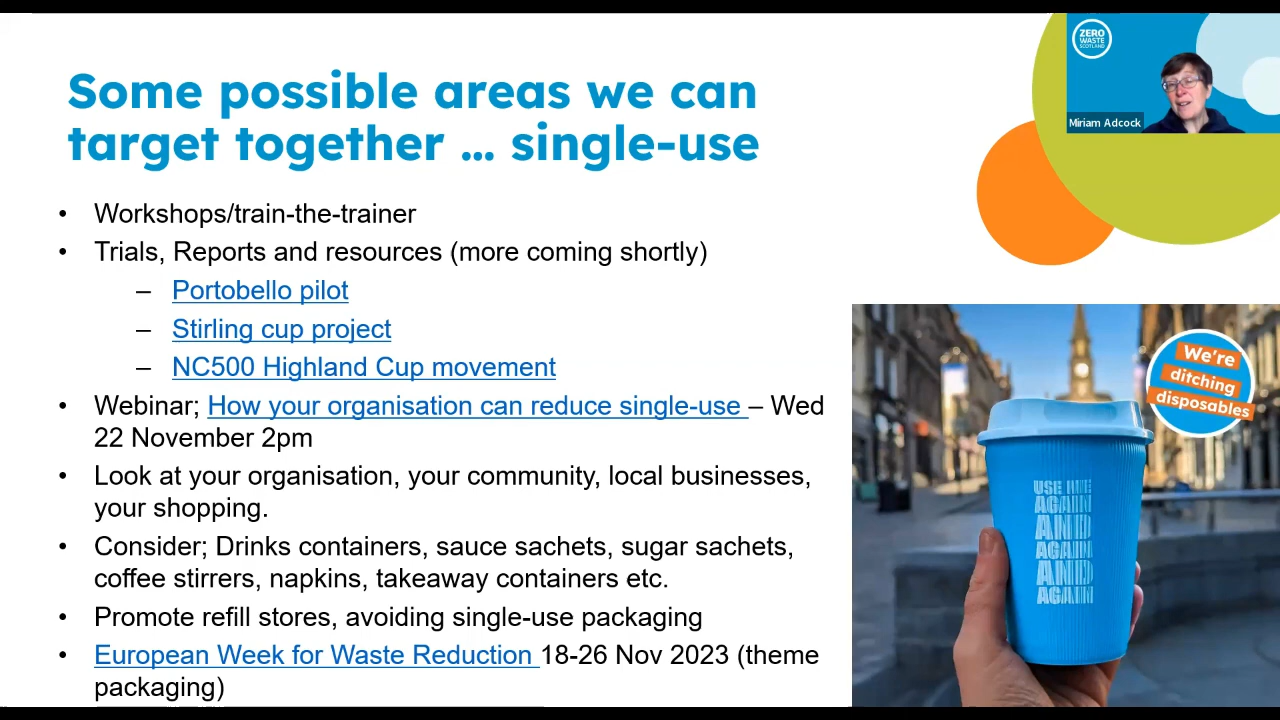 Some possible areas we can
target together ... single-use
• Workshops/train-the-trainer
• Trials, Reports and resources (more coming shortly)
– Portobello pilot
– Stirling cup project
– NC500 Highland Cup movement
• Webinar; How your organisation can reduce single-use – Wed
22 November 2pm
• Look at your organisation, your community, local businesses,
your shopping.
• Consider; Drinks containers, sauce sachets, sugar sachets,
coffee stirrers, napkins, takeaway containers etc.
• Promote refill stores, avoiding single-use packaging
• European Week for Waste Reduction 18-26 Nov 2023 (theme
packaging)
ZERO
WASTE
SCOTLAND
Miriam Adcock
We're
ditching
disposables
USE ME
AGAIN
AND
AGAIN
AND
AGAIN